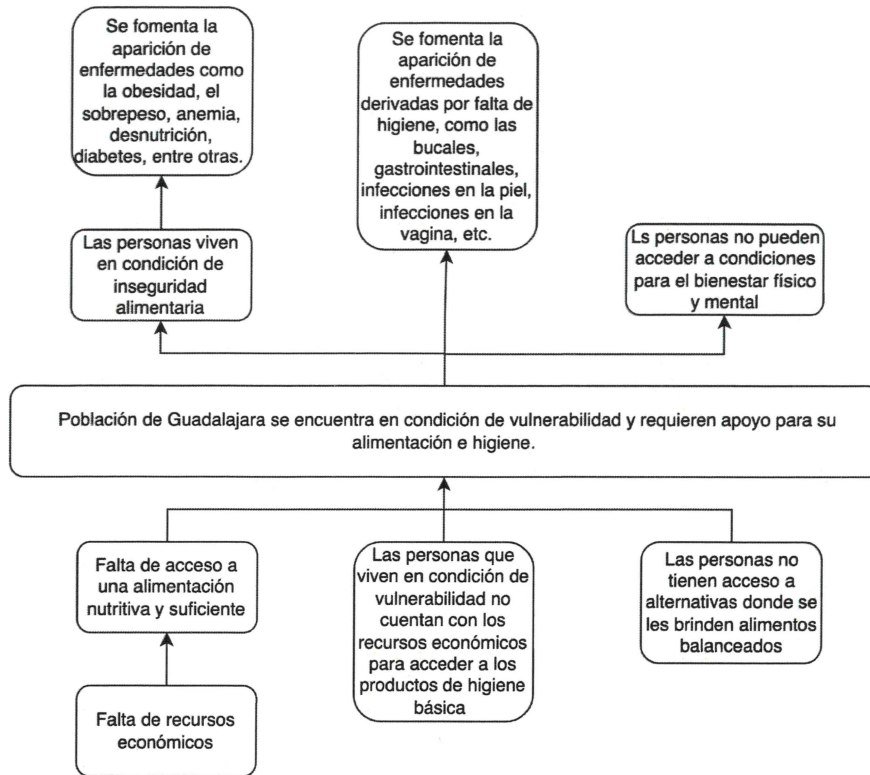 Se fomenta la
aparición de
enfermedades como
la obesidad, el
sobrepeso, anemia,
desnutrición,
diabetes, entre otras.
Se fomenta la
aparición de
enfermedades
derivadas por falta de
higiene, como las
bucales,
gastrointestinales,
infecciones en la piel,
infecciones en la
vagina, etc.
Las personas viven
en condición de
inseguridad
alimentaria
Ls personas no pueden
acceder a condiciones
para el bienestar físico
y mental
Población de Guadalajara se encuentra en condición de vulnerabilidad y requieren apoyo para su
alimentación e higiene.
Falta de acceso a
una alimentación
nutritiva y suficiente
Las personas que
viven en condición de
vulnerabilidad no
cuentan con los
recursos económicos
para acceder a los
productos de higiene
básica
Las personas no
tienen acceso a
alternativas donde se
les brinden alimentos
balanceados
Falta de recursos
económicos